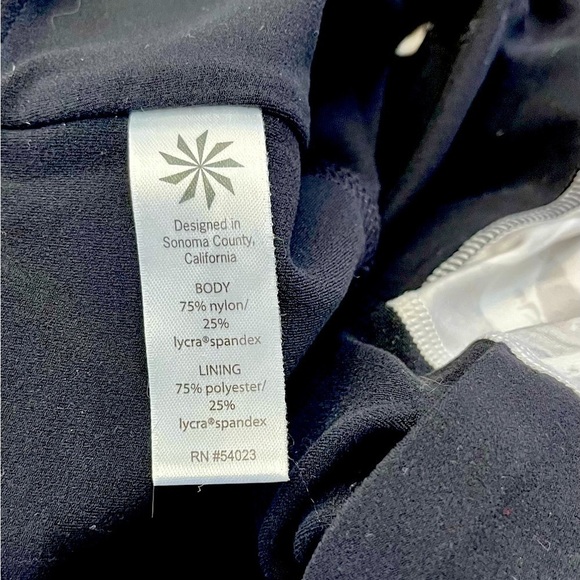 Designed in
Sonoma County,
California
BODY
75% nylon/
25%
lycra®spandex
LINING
75% polyester/
25%
lycra®spandex
RN #54023